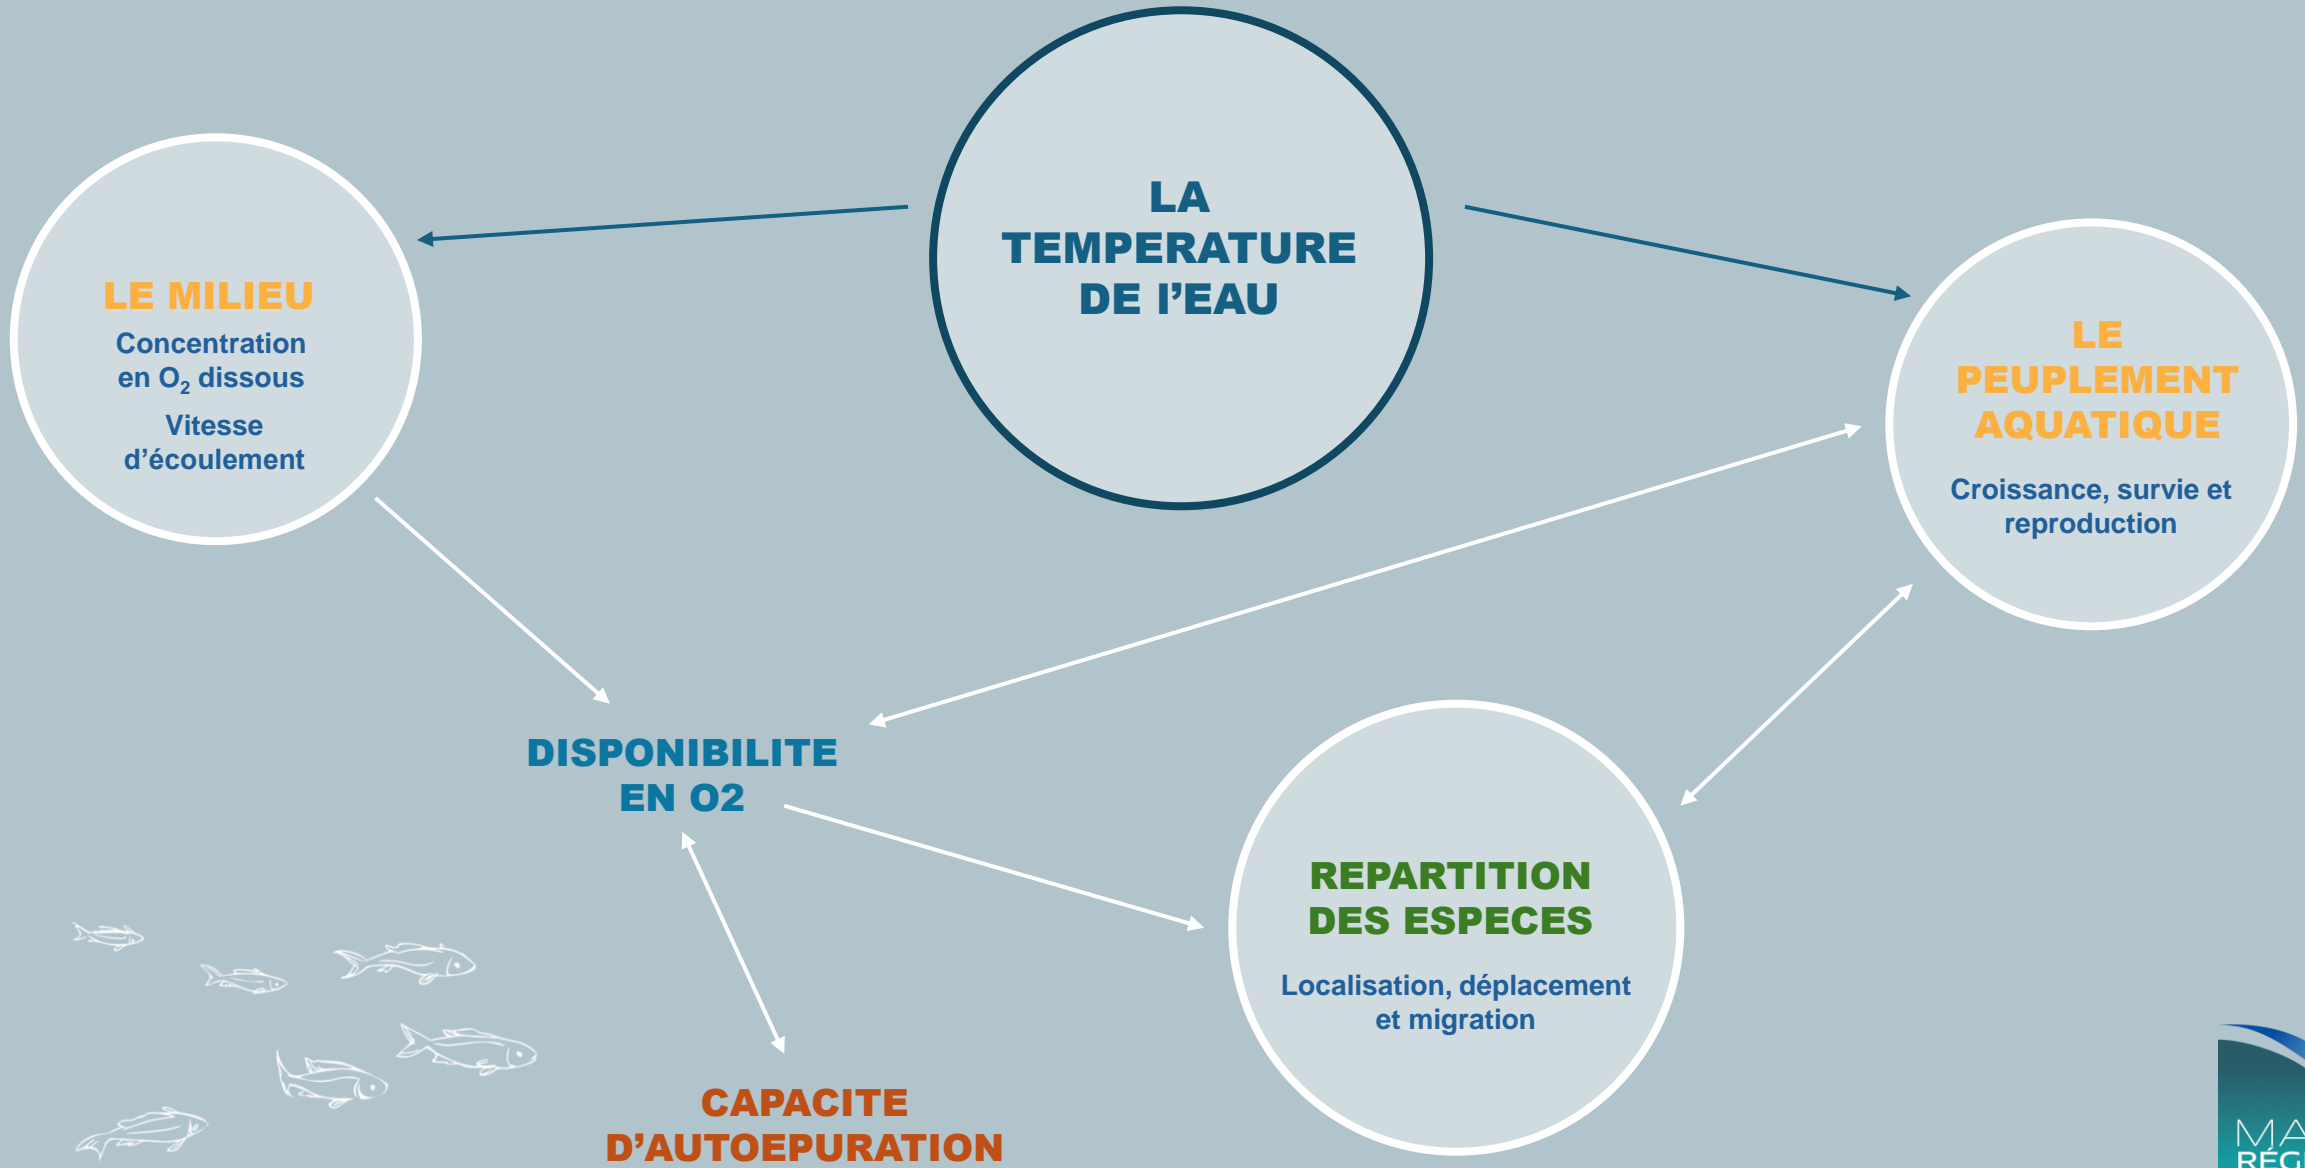 LA
TEMPERATURE
DE l'EAU
LE MILIEU
Concentration
en O₂ dissous
Vitesse
d'écoulement
LE
PEUPLEMENT
AQUATIQUE
Croissance, survie et
reproduction
DISPONIBILITE
EN O2
REPARTITION
DES ESPECES
Localisation, déplacement
et migration
CAPACITE
D'AUTOEPURATION